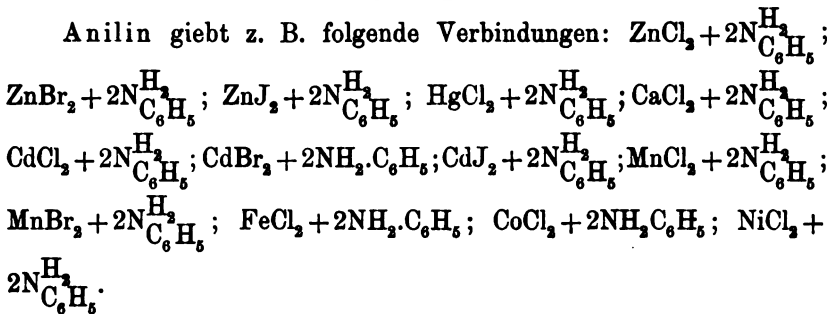 Anilin giebt z. B. folgende Verbindungen: ZnCl₂ + 2N H₂ C₆H₅ ;
ZnBr₂ + 2N H₂ C₆H₅ ; ZnJ₂ + 2N H₂ C₆H₅ ; HgCl₂ + 2N H₂ C₆H₅ ; CaCl₂ + 2N H₂ C₆H₅ ;
CdCl₂ + 2N H₂ C₆H₅ ; CdBr₂ + 2NH₂.C₆H₅ ; CdJ₂ + 2N H₂ C₆H₅ ; MnCl₂ + 2N H₂ C₆H₅ ;
MnBr₂ + 2N H₂ C₆H₅ ; FeCl₂ + 2NH₂.C₆H₅ ; CoCl₂ + 2NH₂C₆H₅ ; NiCl₂ +
2N H₂ C₆H₅ .